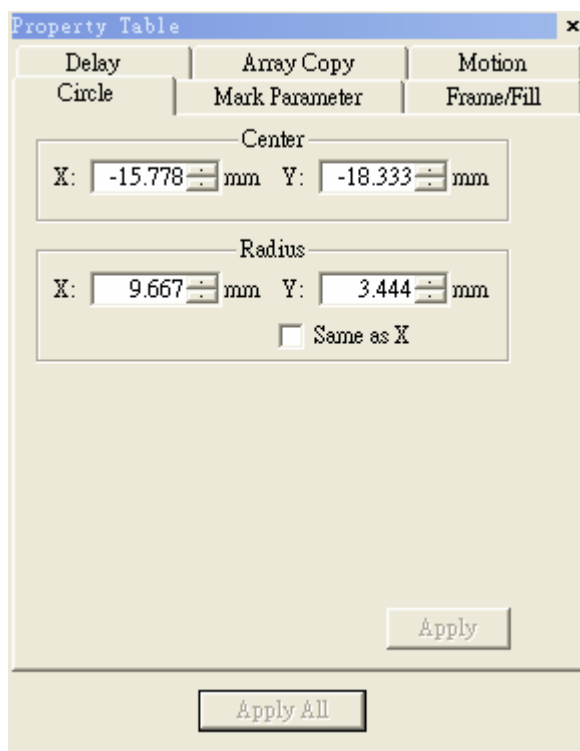 Property Table ×
Delay Array Copy Motion
Circle Mark Parameter Frame/Fill
Center
X: -15.778 mm Y: -18.333 mm
Radius
X: 9.667 mm Y: 3.444 mm
Same as X
Apply
Apply All